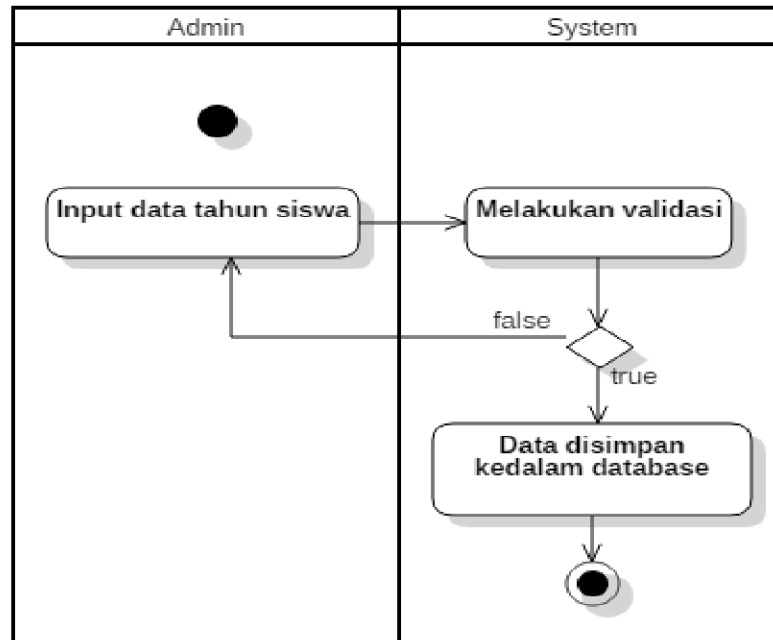 Admin
System
Input data tahun siswa
Melakukan validasi
false
true
Data disimpan
kedalam database